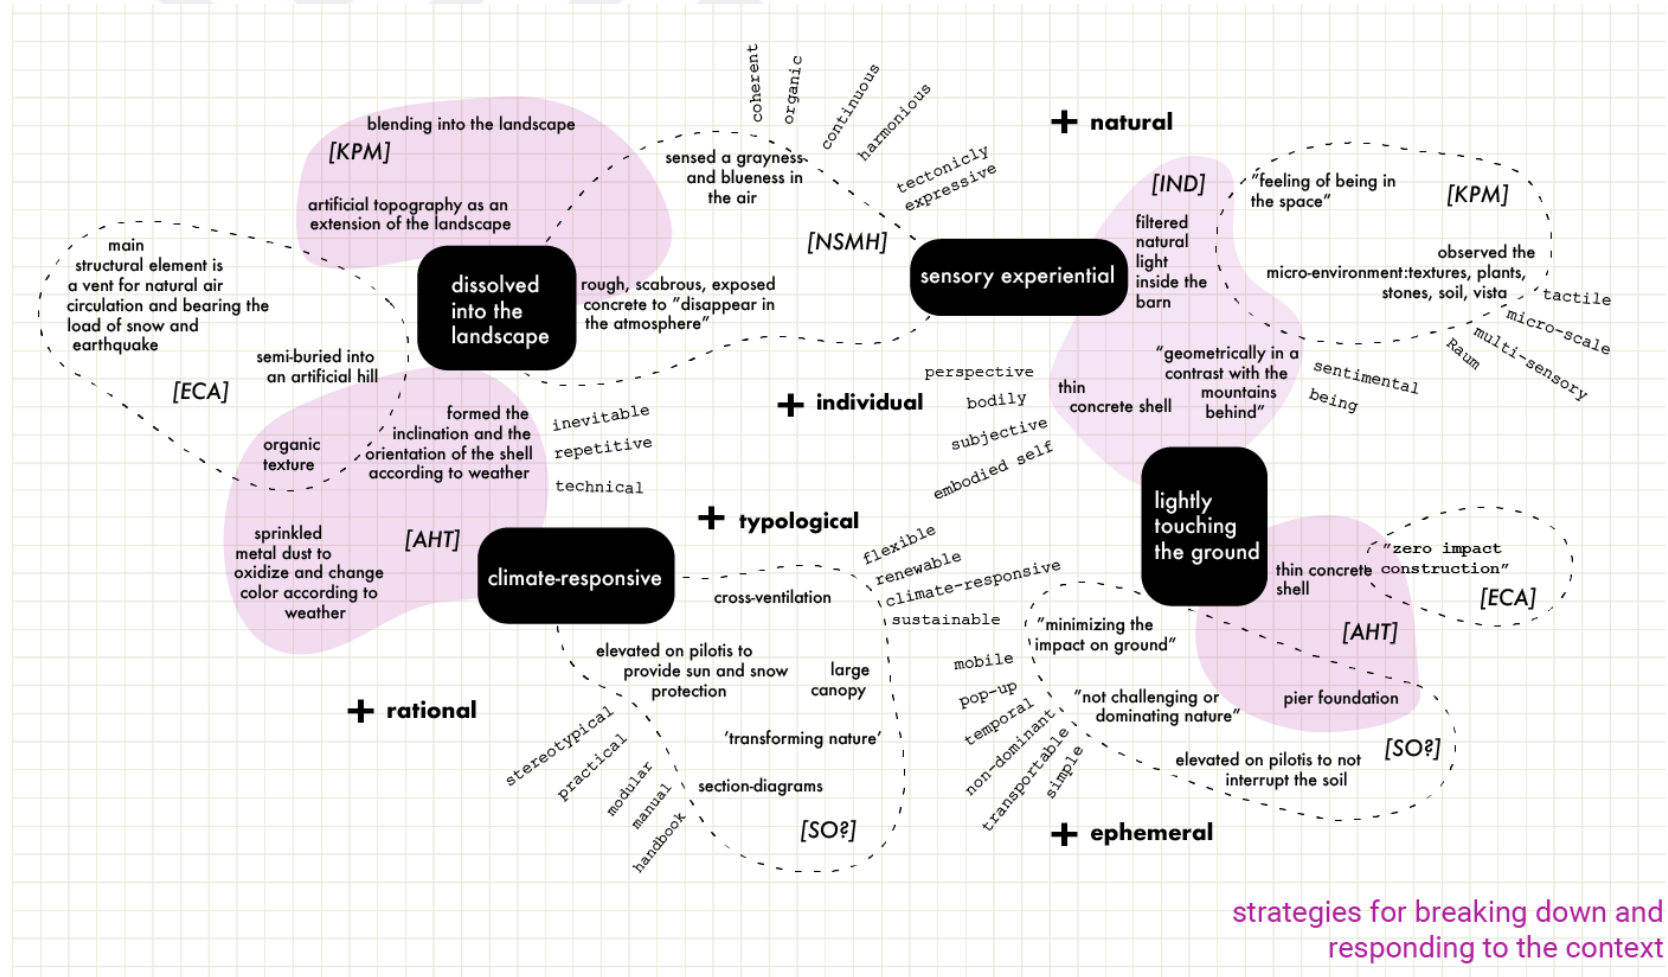 coherent
organic
continuous
harmonious
tectonicly
expressive
+ natural
blending into the landscape
[KPM]
artificial topography as an
extension of the landscape
sensed a grayness
and blueness in
the air
[NSMH]
rough, scabrous, exposed
concrete to "disappear in
the atmosphere"
dissolved
into the
landscape
main
structural element is
a vent for natural air
circulation and bearing the
load of snow and
earthquake
semi-buried into
an artificial hill
[ECA]
sensory experiential
[IND]
filtered
natural
light
inside the
barn
"geometrically in a
contrast with the
mountains
behind"
thin
concrete shell
"feeling of being in
the space"
[KPM]
observed the
micro-environment:textures, plants,
stones, soil, vista
tactile
micro-scale
multi-sensory
Raum
sentimental
being
perspective
bodily
subjective
embodied self
+ individual
formed the
inclination and the
orientation of the shell
according to weather
organic
texture
sprinkled
metal dust to
oxidize and change
color according to
weather
[AHT]
inevitable
repetitive
technical
+ typological
climate-responsive
cross-ventilation
elevated on pilotis to
provide sun and snow
protection
large
canopy
'transforming nature'
section-diagrams
[SO?]
flexible
renewable
climate-responsive
sustainable
+ rational
stereotypical
practical
modular
manual
handbook
lightly
touching
the ground
thin concrete
shell
[AHT]
pier foundation
"zero impact
construction"
[ECA]
"minimizing the
impact on ground"
"not challenging or
dominating nature"
elevated on pilotis to not
interrupt the soil
[SO?]
mobile
pop-up
temporal
non-dominant
transportable
simple
+ ephemeral
strategies for breaking down and
responding to the context